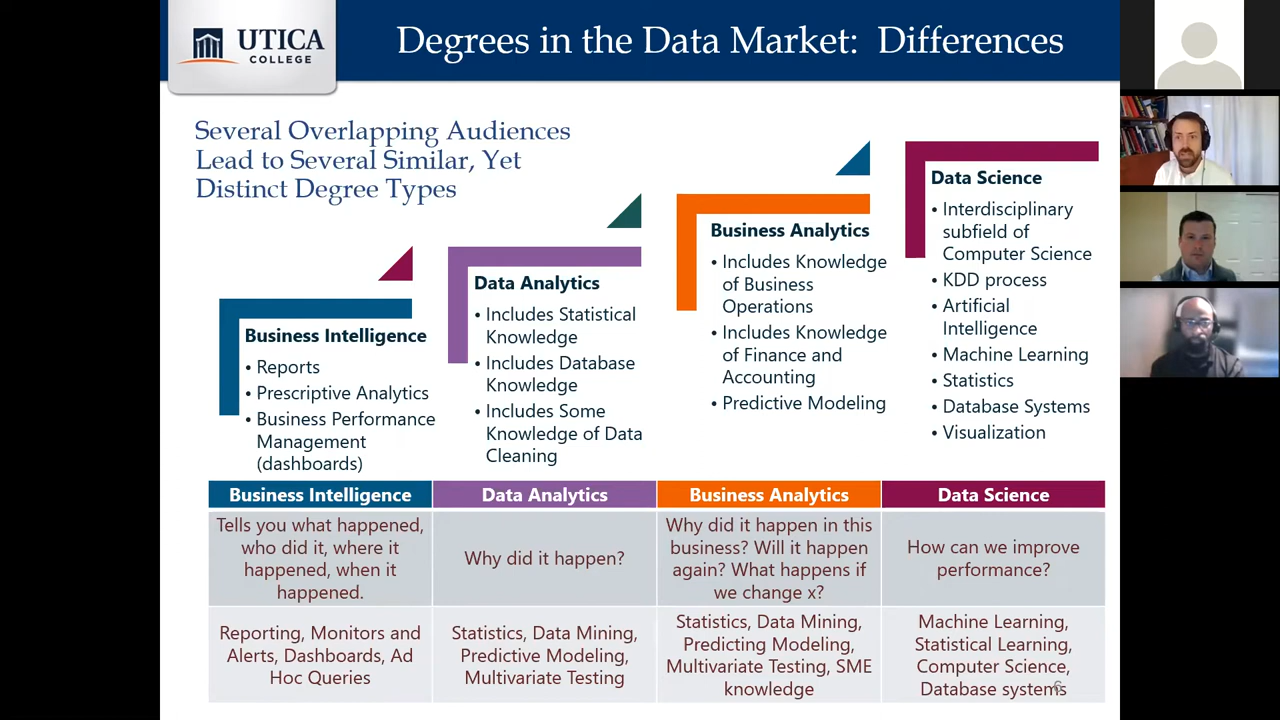 UTICA
COLLEGE
Degrees in the Data Market: Differences
Several Overlapping Audiences
Lead to Several Similar, Yet
Distinct Degree Types
Business Intelligence
• Reports
• Prescriptive Analytics
• Business Performance
Management
(dashboards)
Data Analytics
• Includes Statistical
Knowledge
• Includes Database
Knowledge
• Includes Some
Knowledge of Data
Cleaning
Business Analytics
• Includes Knowledge
of Business
Operations
• Includes Knowledge
of Finance and
Accounting
• Predictive Modeling
Data Science
• Interdisciplinary
subfield of
Computer Science
• KDD process
• Artificial
Intelligence
• Machine Learning
• Statistics
• Database Systems
• Visualization
Business Intelligence
Data Analytics
Business Analytics
Data Science
Tells you what happened,
who did it, where it
happened, when it
happened.
Why did it happen?
Why did it happen in this
business? Will it happen
again? What happens if
we change x?
How can we improve
performance?
Reporting, Monitors and
Alerts, Dashboards, Ad
Hoc Queries
Statistics, Data Mining,
Predictive Modeling,
Multivariate Testing
Statistics, Data Mining,
Predicting Modeling,
Multivariate Testing, SME
knowledge
Machine Learning,
Statistical Learning,
Computer Science,
Database systems
6